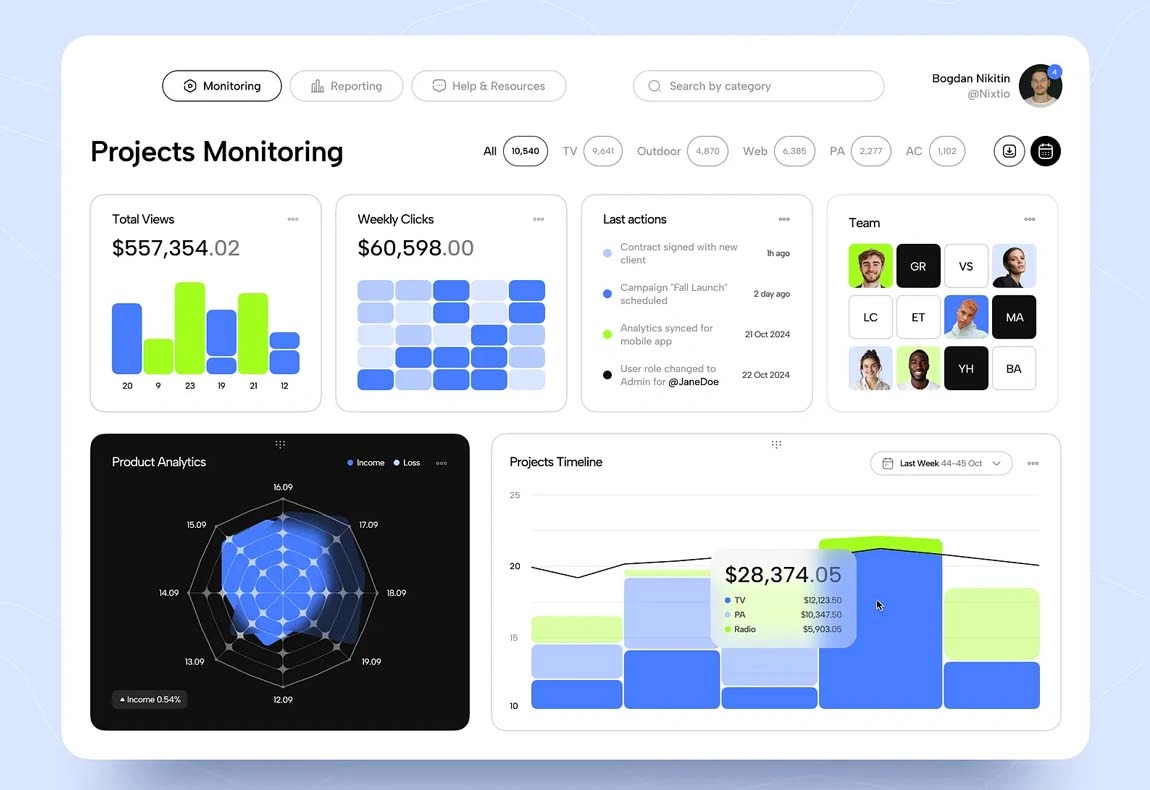 Monitoring
Reporting
Help & Resources
Search by category
Bogdan Nikitin
@Nixtio
4
Projects Monitoring
All 10,540
TV 9,641
Outdoor 4,870
Web 6,385
PA 2,277
AC 1,102
Total Views
$557,354.02
20 9 23 19 21 12
Weekly Clicks
$60,598.00
Last actions
Contract signed with new
client
1h ago
Campaign "Fall Launch"
scheduled
2 day ago
Analytics synced for
mobile app
21 Oct 2024
User role changed to
Admin for @JaneDoe
22 Oct 2024
Team
GR VS
LC ET MA
YH BA
Product Analytics
Income Loss
16.09
15.09 17.09
14.09 18.09
13.09 19.09
12.09
Income 0.54%
Projects Timeline
Last Week 44-45 Oct
25
20
15
10
$28,374.05
TV $12,123.50
PA $10,347.50
Radio $5,903.05